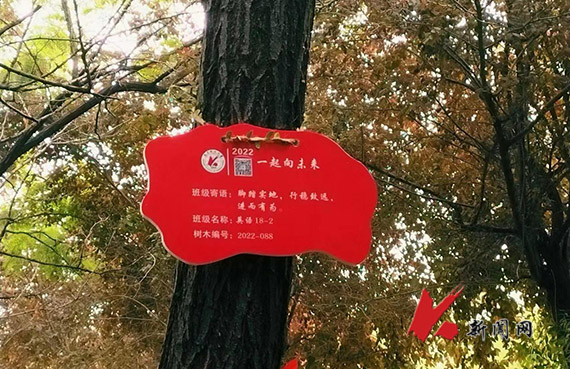 2022
一起向未来
班级寄语：脚踏实地，行稳致远，
进而有为。
班级名称：英语18-2
树木编号：2022-088
新闻网